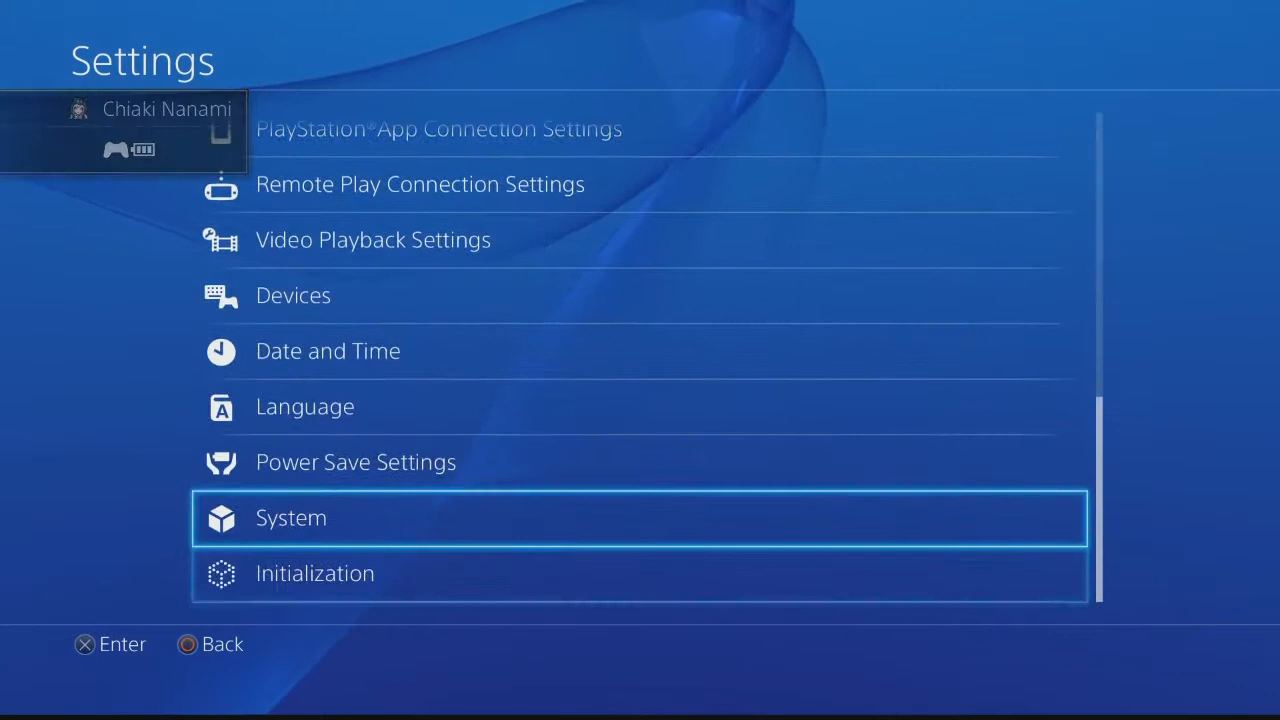 Settings
Chiaki Nanami
PlayStation®App Connection Settings
Remote Play Connection Settings
Video Playback Settings
Devices
Date and Time
Language
Power Save Settings
System
Initialization
Enter Back